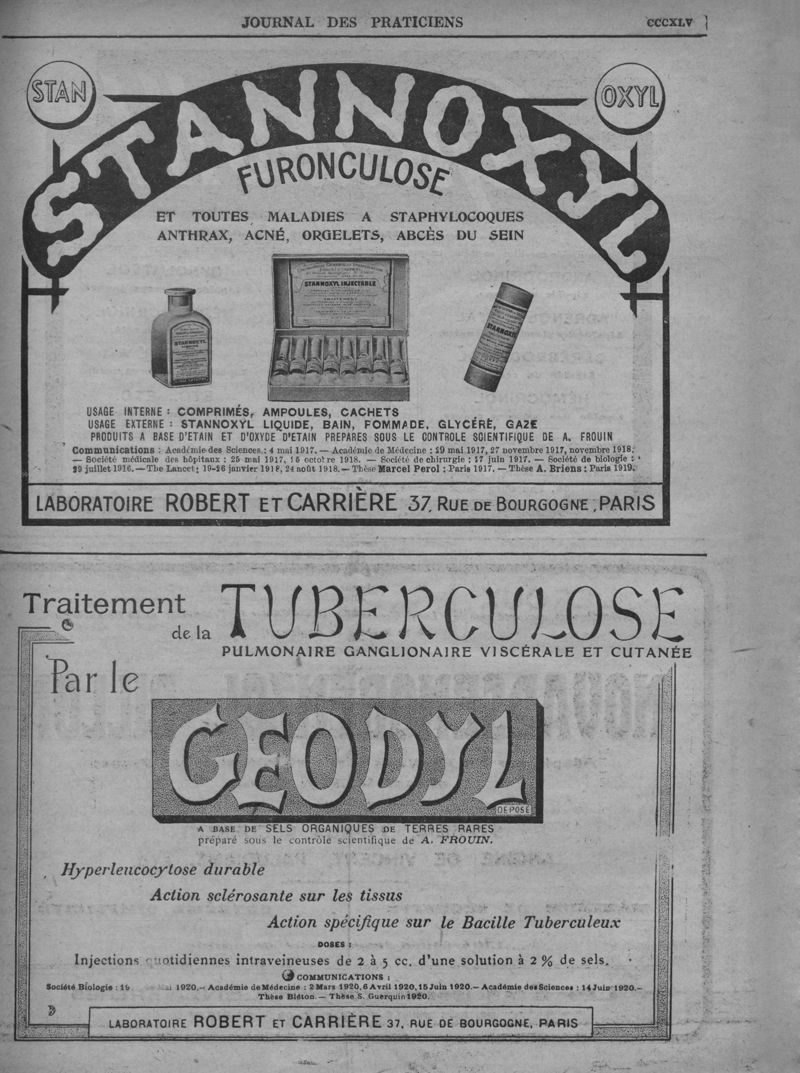 JOURNAL DES PRATICIENS
CCCXLV
STAN
OXYL
STANNOXYL
FURONCULOSE
ET TOUTES MALADIES A STAPHYLOCOQUES
ANTHRAX, ACNÉ, ORGELETS, ABCÈS DU SEIN
STANNOXYL INJECTABLE
STANNOXYL
STANNOXYL
USAGE INTERNE : COMPRIMÉS, AMPOULES, CACHETS
USAGE EXTERNE : STANNOXYL LIQUIDE, BAIN, POMMADE, GLYCÉRÉ, GAZE
PRODUITS A BASE D'ETAIN ET D'OXYDE D'ETAIN PREPARES SOUS LE CONTROLE SCIENTIFIQUE DE A. FROUIN
Communications : Académie des Sciences : 4 mai 1917. — Académie de Médecine : 29 mai 1917, 27 novembre 1917, novembre 1918.
— Société médicale des hôpitaux : 25 mai 1917, 15 octobre 1918. — Société de chirurgie : 17 juin 1917. — Société de biologie :
29 juillet 1916. — The Lancet : 19-26 janvier 1918, 24 août 1918. — Thèse Marcel Perol : Paris 1917. — Thèse A. Briens : Paris 1919.
LABORATOIRE ROBERT ET CARRIÈRE 37, RUE DE BOURGOGNE, PARIS
Traitement
de la TUBERCULOSE
PULMONAIRE GANGLIONAIRE VISCÉRALE ET CUTANÉE
Par le
GEODYL
DEPOSÉ
A BASE DE SELS ORGANIQUES DE TERRES RARES
préparé sous le contrôle scientifique de A. FROUIN.
Hyperleucocytose durable
Action sclérosante sur les tissus
Action spécifique sur le Bacille Tuberculeux
DOSES :
Injections quotidiennes intraveineuses de 2 à 5 cc. d'une solution à 2 % de sels.
COMMUNICATIONS :
Société Biologie : 1920. — Académie de Médecine : 2 Mars 1920, 6 Avril 1920, 15 Juin 1920. — Académie des Sciences : 14 Juin 1920. —
Thèse Bléton. — Thèse S. Guerquin 1920.
LABORATOIRE ROBERT ET CARRIÈRE 37, RUE DE BOURGOGNE, PARIS